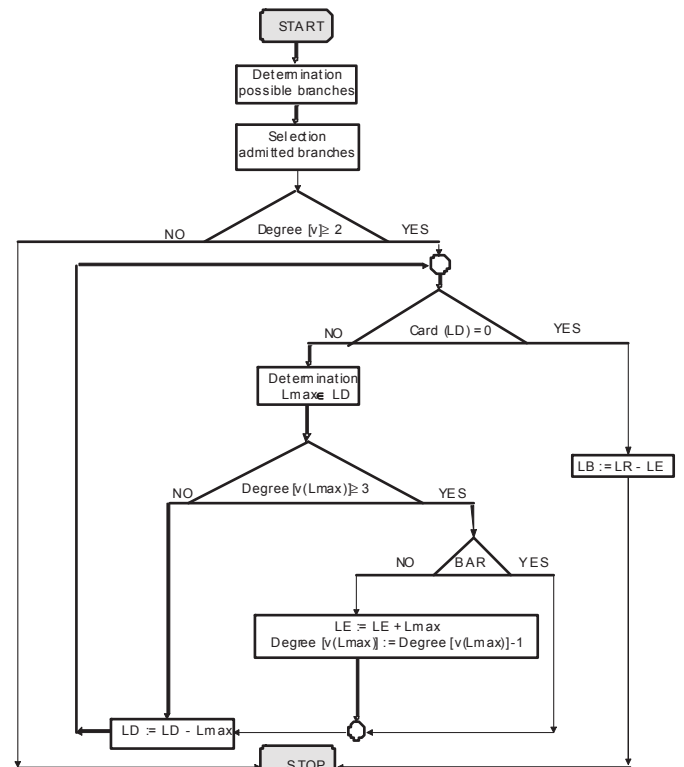 START
Determination
possible branches
Selection
admitted branches
Degree [v]≥ 2
NO
YES
Card (LD) = 0
NO
YES
Determination
Lmax∈ LD
LB := LR - LE
Degree [v(Lmax)]≥ 3
NO
YES
NO
BAR
YES
LE := LE + Lmax
Degree [v(Lmax)] := Degree [v(Lmax)]-1
LD := LD - Lmax
STOP